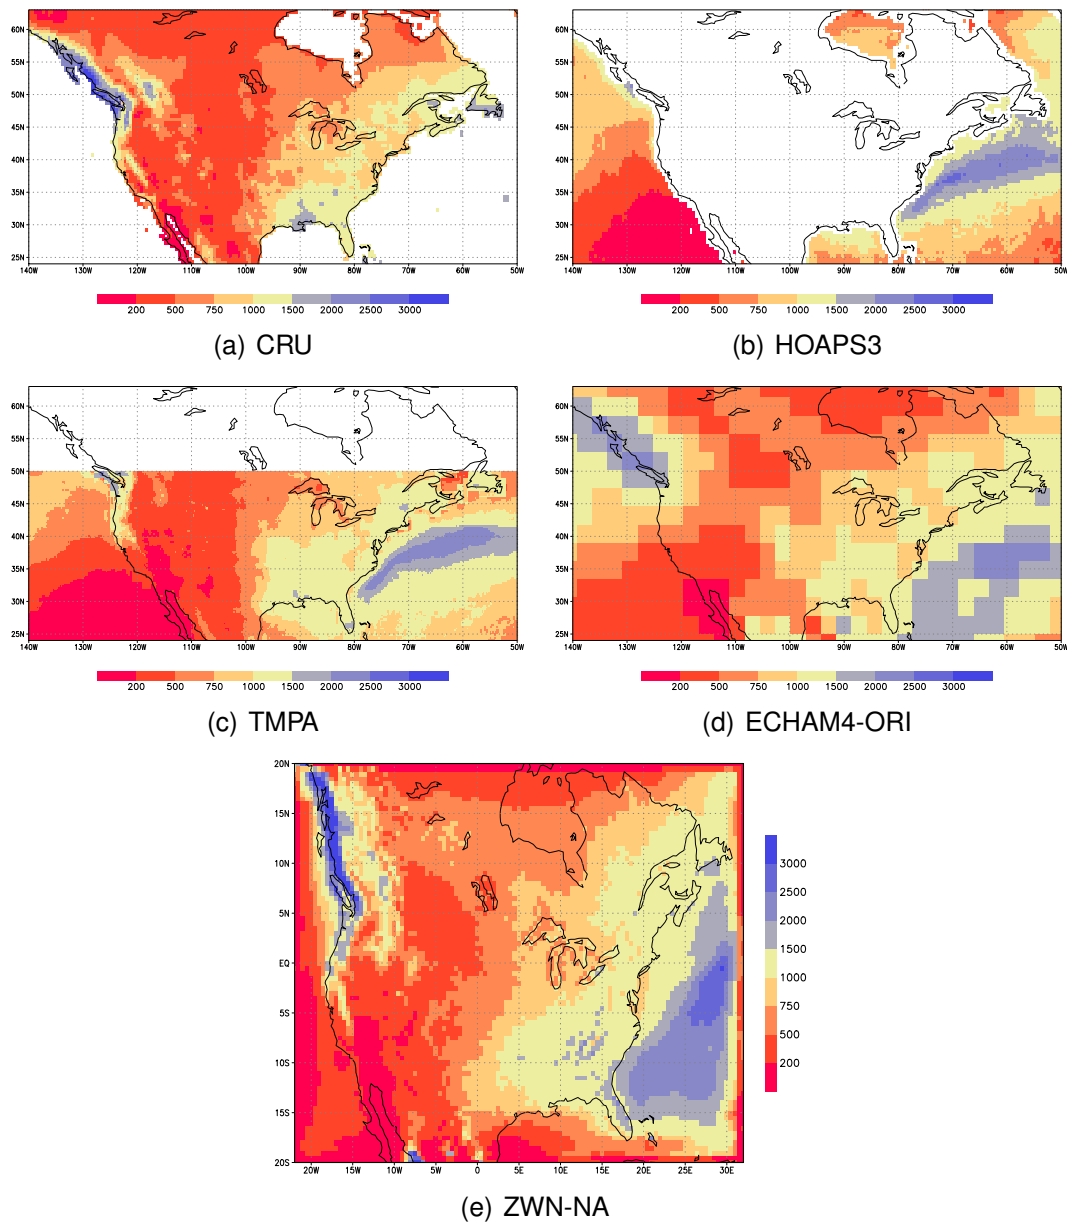 60N 55N 50N 45N 40N 35N 30N 25N
140W 130W 120W 110W 100W 90W 80W 70W 60W 50W
200 500 750 1000 1500 2000 2500 3000
(a) CRU
60N 55N 50N 45N 40N 35N 30N 25N
140W 130W 120W 110W 100W 90W 80W 70W 60W 50W
200 500 750 1000 1500 2000 2500 3000
(b) HOAPS3
60N 55N 50N 45N 40N 35N 30N 25N
140W 130W 120W 110W 100W 90W 80W 70W 60W 50W
200 500 750 1000 1500 2000 2500 3000
(c) TMPA
60N 55N 50N 45N 40N 35N 30N 25N
140W 130W 120W 110W 100W 90W 80W 70W 60W 50W
200 500 750 1000 1500 2000 2500 3000
(d) ECHAM4-ORI
20N 15N 10N 5N EQ 5S 10S 15S 20S
20W 15W 10W 5W 0 5E 10E 15E 20E 25E 30E
3000 2500 2000 1500 1000 750 500 200
(e) ZWN-NA